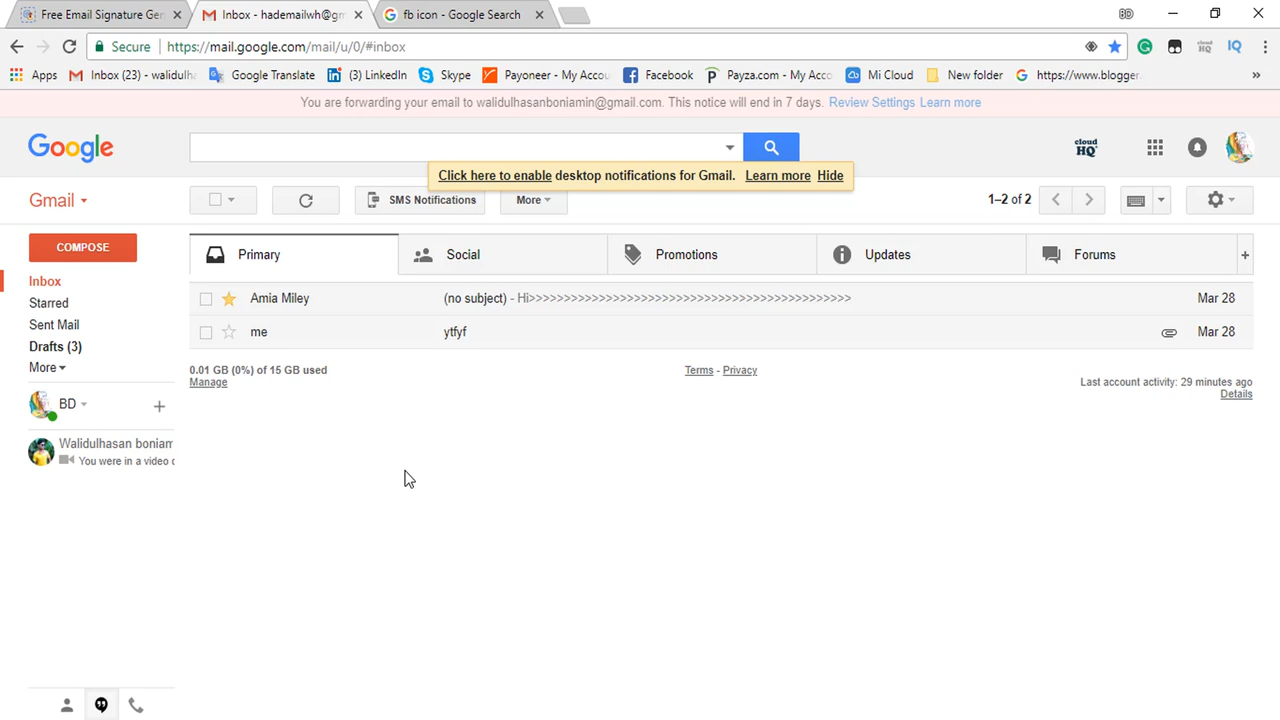 Free Email Signature Gen
Inbox - hademailwh@gm
fb icon - Google Search
BD
Secure https://mail.google.com/mail/u/0/#inbox
Apps Inbox (23) - walidulha Google Translate (3) LinkedIn Skype Payoneer - My Accou Facebook Payza.com - My Acco Mi Cloud New folder https://www.blogger.
You are forwarding your email to walidulhasanboniamin@gmail.com. This notice will end in 7 days. Review Settings Learn more
Google
cloud HQ
Click here to enable desktop notifications for Gmail. Learn more Hide
Gmail
SMS Notifications
More
1–2 of 2
COMPOSE
Primary
Social
Promotions
Updates
Forums
+
Inbox
Starred
Sent Mail
Drafts (3)
More
Amia Miley (no subject) - Hi>>>>>>>>>>>>>>>>>>>>>>>>>>>>>>>>>>>>>>>>>>>>>> Mar 28
me ytfyf Mar 28
0.01 GB (0%) of 15 GB used
Manage
Terms - Privacy
Last account activity: 29 minutes ago
Details
BD
Walidulhasan boniam
You were in a video c